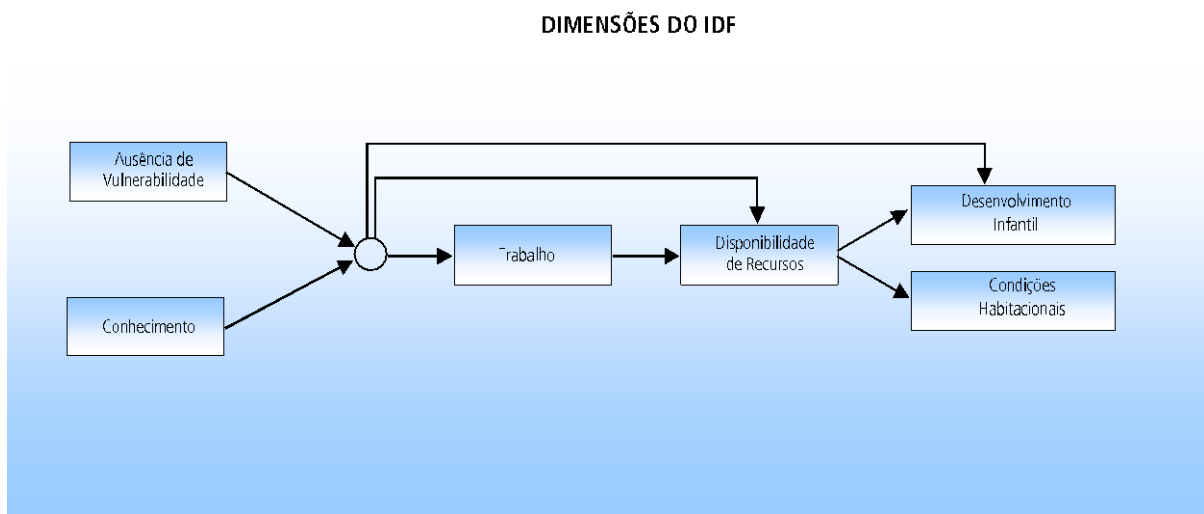 DIMENSÕES DO IDF
Ausência de
Vulnerabilidade
Conhecimento
Trabalho
Disponibilidade
de Recursos
Desenvolvimento
Infantil
Condições
Habitacionais